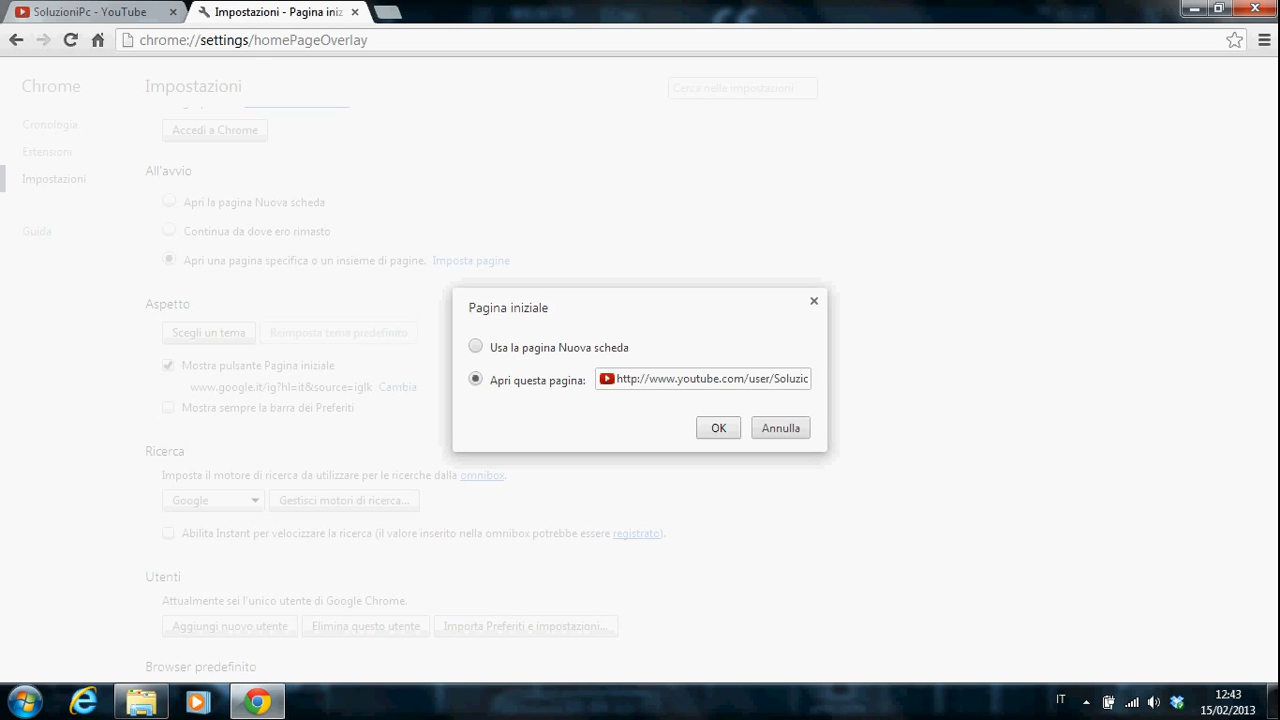 SoluzioniPc - YouTube
Impostazioni - Pagina iniz
chrome://settings/homePageOverlay
Chrome
Impostazioni
Cerca nelle impostazioni
Cronologia
Accedi a Chrome
Estensioni
All'avvio
Impostazioni
Apri la pagina Nuova scheda
Guida
Continua da dove ero rimasto
Apri una pagina specifica o un insieme di pagine. Imposta pagine
Aspetto
Scegli un tema
Reimposta tema predefinito
Mostra pulsante Pagina iniziale
www.google.it/ig?hl=it&source=iglk Cambia
Mostra sempre la barra dei Preferiti
Pagina iniziale
Usa la pagina Nuova scheda
Apri questa pagina: http://www.youtube.com/user/Soluzic
OK
Annulla
Ricerca
Imposta il motore di ricerca da utilizzare per le ricerche dalla omnibox.
Google
Gestisci motori di ricerca...
Abilita Instant per velocizzare la ricerca (il valore inserito nella omnibox potrebbe essere registrato).
Utenti
Attualmente sei l'unico utente di Google Chrome.
Aggiungi nuovo utente
Elimina questo utente
Importa Preferiti e impostazioni...
Browser predefinito
IT
12:43
15/02/2013